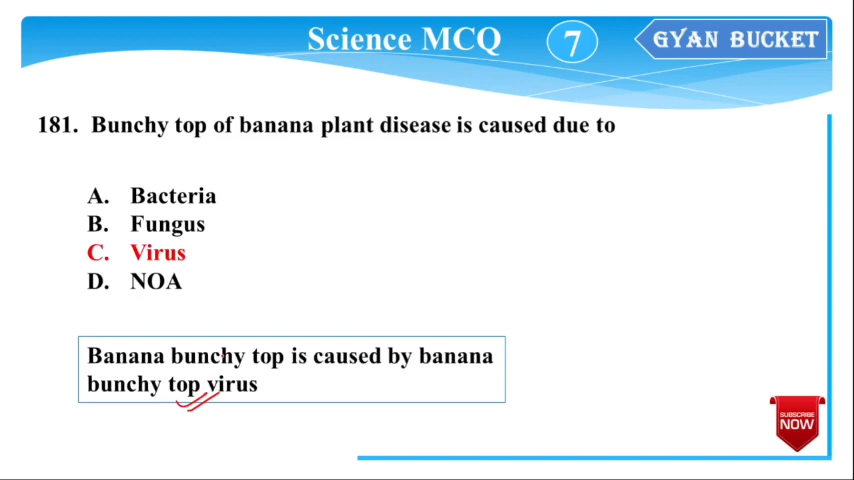 Science MCQ
7
GYAN BUCKET
181. Bunchy top of banana plant disease is caused due to
A. Bacteria
B. Fungus
C. Virus
D. NOA
Banana bunchy top is caused by banana
bunchy top virus
SUBSCRIBE
NOW